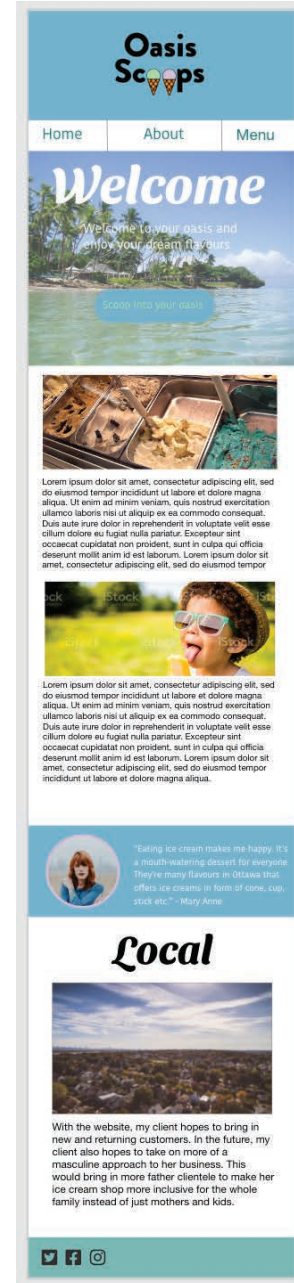 Oasis
Scoops
Home About Menu
Welcome
Welcome to your oasis and
enjoy your dream flavours
Scoop into your oasis
Lorem ipsum dolor sit amet, consectetur adipiscing elit, sed
do eiusmod tempor incididunt ut labore et dolore magna
aliqua. Ut enim ad minim veniam, quis nostrud exercitation
ullamco laboris nisi ut aliquip ex ea commodo consequat.
Duis aute irure dolor in reprehenderit in voluptate velit esse
cillum dolore eu fugiat nulla pariatur. Excepteur sint
occaecat cupidatat non proident, sunt in culpa qui officia
deserunt mollit anim id est laborum. Lorem ipsum dolor sit
amet, consectetur adipiscing elit, sed do eiusmod tempor
iStock
Lorem ipsum dolor sit amet, consectetur adipiscing elit, sed
do eiusmod tempor incididunt ut labore et dolore magna
aliqua. Ut enim ad minim veniam, quis nostrud exercitation
ullamco laboris nisi ut aliquip ex ea commodo consequat.
Duis aute irure dolor in reprehenderit in voluptate velit esse
cillum dolore eu fugiat nulla pariatur. Excepteur sint
occaecat cupidatat non proident, sunt in culpa qui officia
deserunt mollit anim id est laborum. Lorem ipsum dolor sit
amet, consectetur adipiscing elit, sed do eiusmod tempor
incididunt ut labore et dolore magna aliqua.
"Eating ice cream makes me happy. It's
a mouth-watering dessert for everyone.
They're many flavours in Ottawa that
offers ice creams in form of cone, cup,
stick etc." - Mary Anne
Local
With the website, my client hopes to bring in
new and returning customers. In the future, my
client also hopes to take on more of a
masculine approach to her business. This
would bring in more father clientele to make her
ice cream shop more inclusive for the whole
family instead of just mothers and kids.